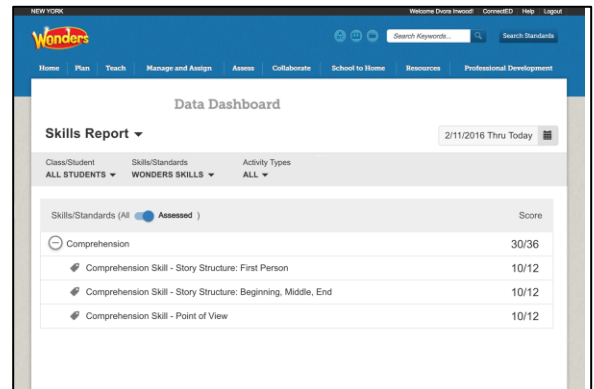 NEW YORK
Welcome Dvora Inwood! ConnectED Help Logout
Wonders
Search Keywords...
Search Standards
Home Plan Teach Manage and Assign Assess Collaborate School to Home Resources Professional Development
Data Dashboard
Skills Report
2/11/2016 Thru Today
Class/Student Skills/Standards Activity Types
ALL STUDENTS WONDERS SKILLS ALL
Skills/Standards (All Assessed ) Score
Comprehension 30/36
Comprehension Skill - Story Structure: First Person 10/12
Comprehension Skill - Story Structure: Beginning, Middle, End 10/12
Comprehension Skill - Point of View 10/12